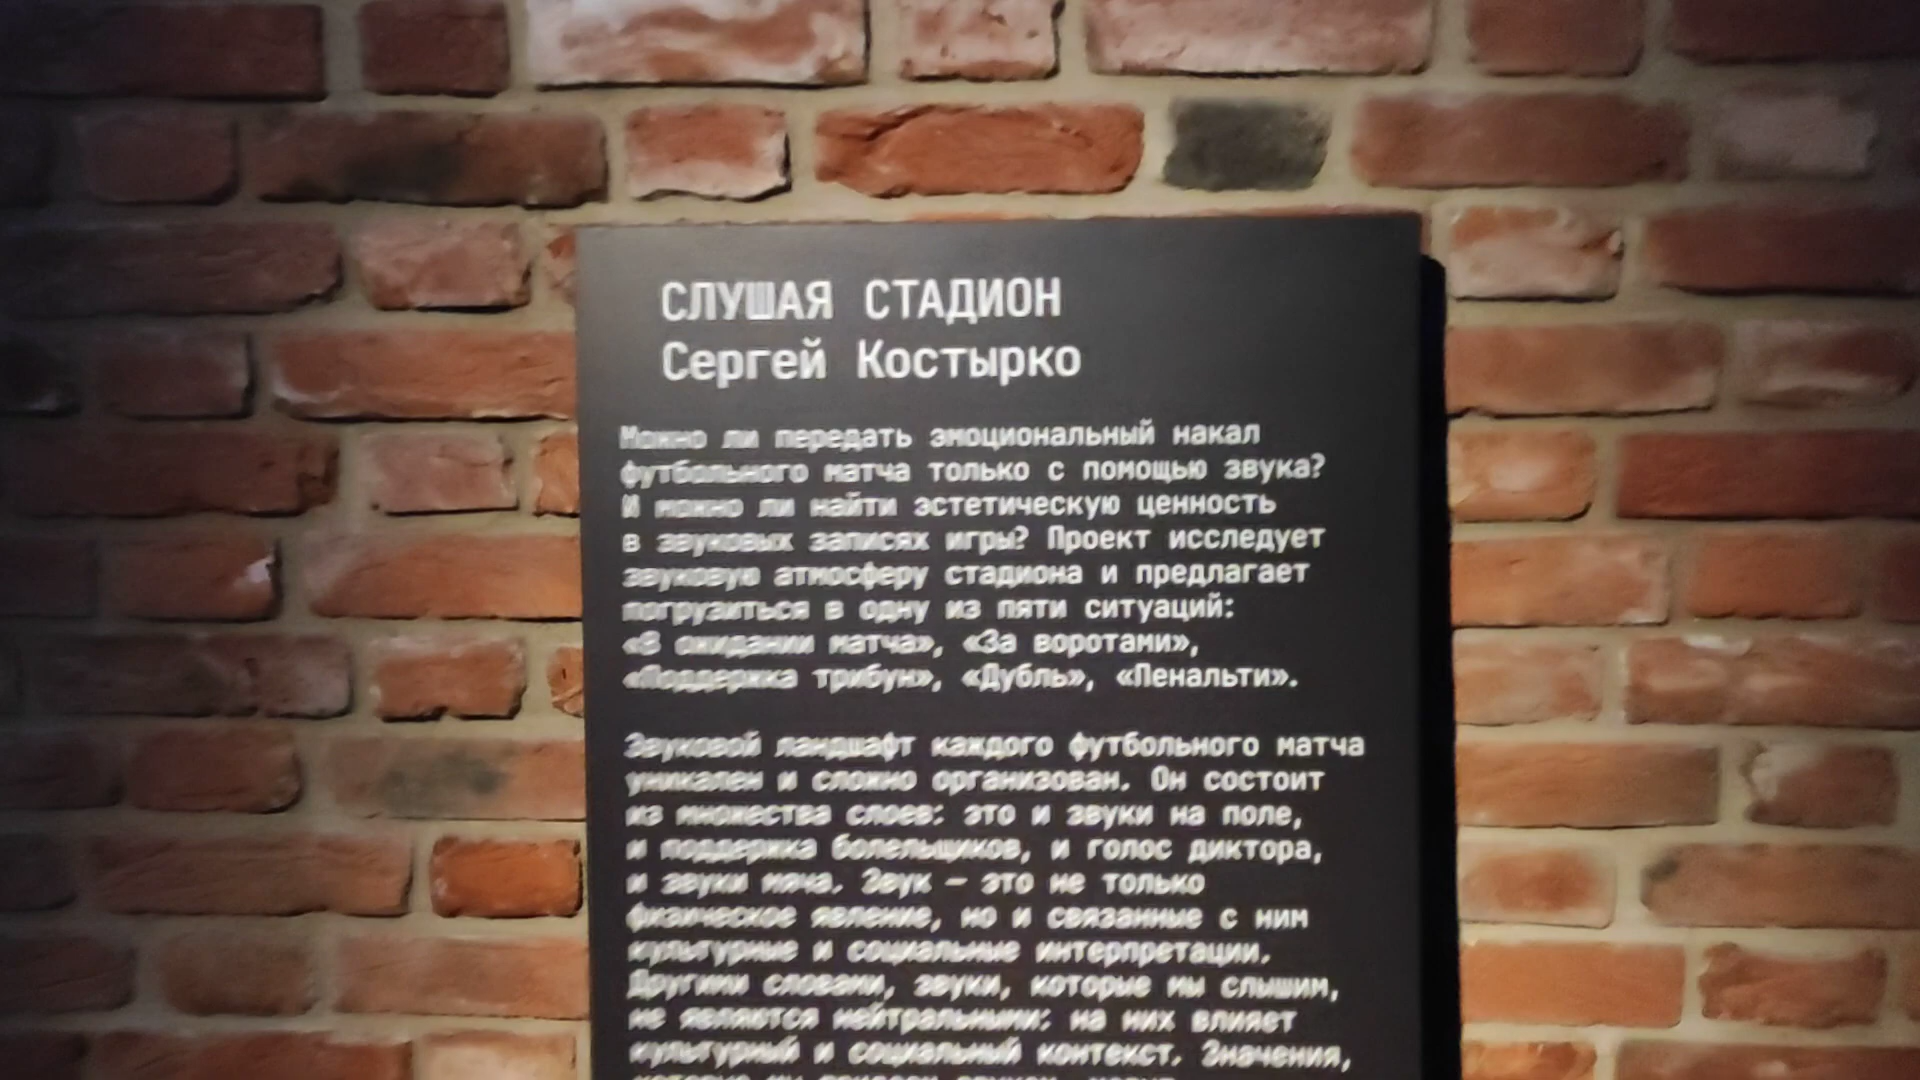 СЛУШАЯ СТАДИОН
Сергей Костырко
Можно ли передать эмоциональный накал
футбольного матча только с помощью звука?
И можно ли найти эстетическую ценность
в звуковых записях игры? Проект исследует
звуковую атмосферу стадиона и предлагает
погрузиться в одну из пяти ситуаций:
«В ожидании матча», «За воротами»,
«Поддержка трибун», «Дубль», «Пенальти».
Звуковой ландшафт каждого футбольного матча
уникален и сложно организован. Он состоит
из множества слоев: это и звуки на поле,
и поддержка болельщиков, и голос диктора,
и звуки мяча. Звук — это не только
физическое явление, но и связанные с ним
культурные и социальные интерпретации.
Другими словами, звуки, которые мы слышим,
не являются нейтральными: на них влияет
культурный и социальный контекст. Значения,